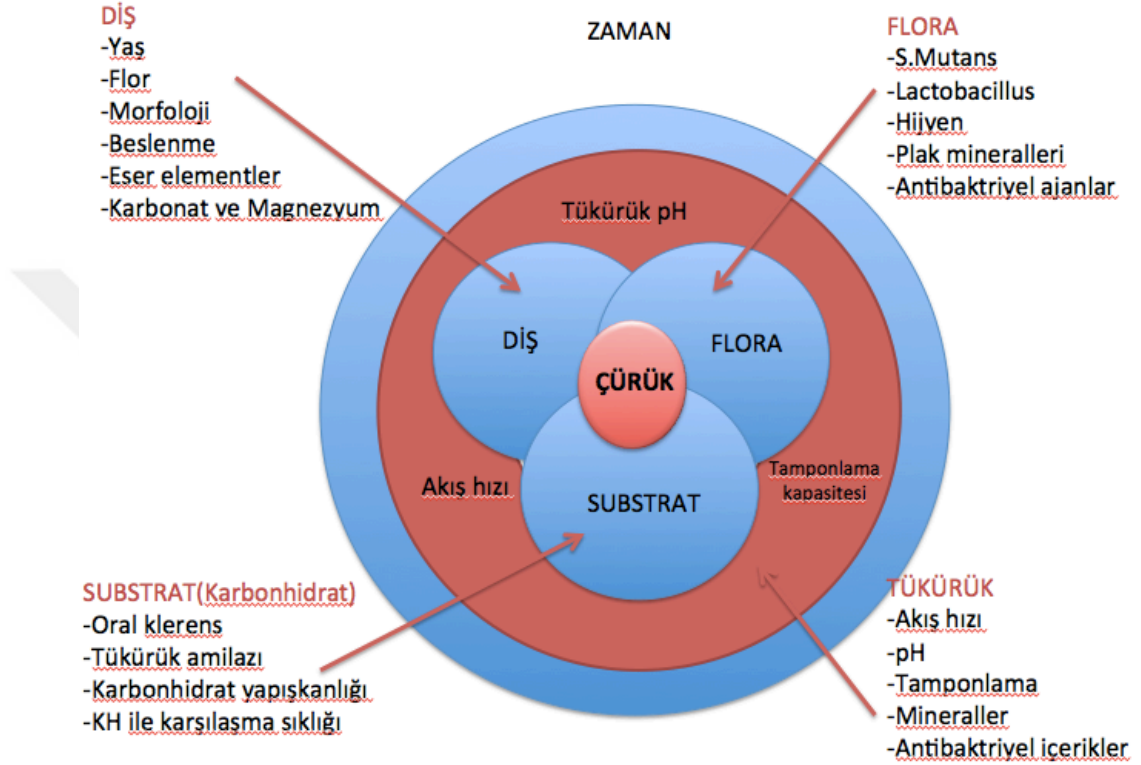 DİŞ
-Yaş
-Flor
-Morfoloji
-Beslenme
-Eser elementler
-Karbonat ve Magnezyum
ZAMAN
FLORA
-S.Mutans
-Lactobacillus
-Hijyen
-Plak mineralleri
-Antibaktriyel ajanlar
Tükürük pH
DİŞ
FLORA
ÇÜRÜK
Akış hızı
Tamponlama
kapasitesi
SUBSTRAT
SUBSTRAT(Karbonhidrat)
-Oral klerens
-Tükürük amilazı
-Karbonhidrat yapışkanlığı
-KH ile karşılaşma sıklığı
TÜKÜRÜK
-Akış hızı
-pH
-Tamponlama
-Mineraller
-Antibaktriyel içerikler